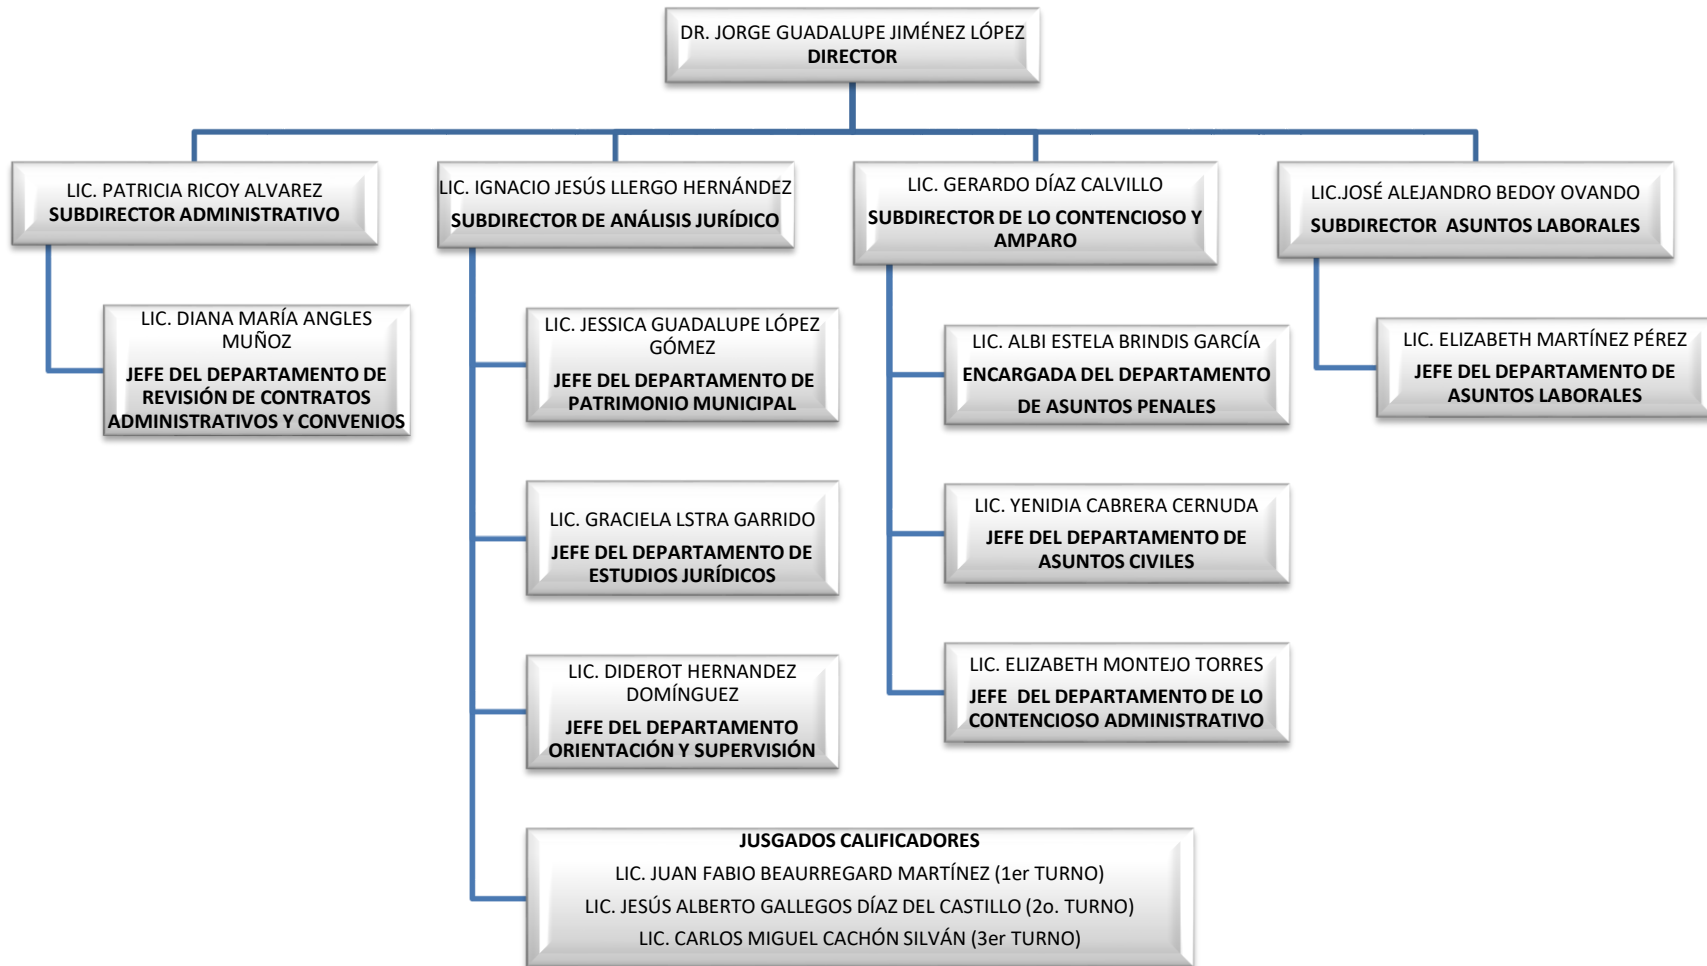 DR. JORGE GUADALUPE JIMÉNEZ LÓPEZ
DIRECTOR
LIC. PATRICIA RICOY ALVAREZ
SUBDIRECTOR ADMINISTRATIVO
LIC. DIANA MARÍA ANGLES
MUÑOZ
JEFE DEL DEPARTAMENTO DE
REVISIÓN DE CONTRATOS
ADMINISTRATIVOS Y CONVENIOS
LIC. IGNACIO JESÚS LLERGO HERNÁNDEZ
SUBDIRECTOR DE ANÁLISIS JURÍDICO
LIC. JESSICA GUADALUPE LÓPEZ
GÓMEZ
JEFE DEL DEPARTAMENTO DE
PATRIMONIO MUNICIPAL
LIC. GRACIELA LSTRA GARRIDO
JEFE DEL DEPARTAMENTO DE
ESTUDIOS JURÍDICOS
LIC. DIDEROT HERNANDEZ
DOMÍNGUEZ
JEFE DEL DEPARTAMENTO
ORIENTACIÓN Y SUPERVISIÓN
JUSGADOS CALIFICADORES
LIC. JUAN FABIO BEAURREGARD MARTÍNEZ (1er TURNO)
LIC. JESÚS ALBERTO GALLEGOS DÍAZ DEL CASTILLO (2o. TURNO)
LIC. CARLOS MIGUEL CACHÓN SILVÁN (3er TURNO)
LIC. GERARDO DÍAZ CALVILLO
SUBDIRECTOR DE LO CONTENCIOSO Y
AMPARO
LIC. ALBI ESTELA BRINDIS GARCÍA
ENCARGADA DEL DEPARTAMENTO
DE ASUNTOS PENALES
LIC. YENIDIA CABRERA CERNUDA
JEFE DEL DEPARTAMENTO DE
ASUNTOS CIVILES
LIC. ELIZABETH MONTEJO TORRES
JEFE  DEL DEPARTAMENTO DE LO
CONTENCIOSO ADMINISTRATIVO
LIC.JOSÉ ALEJANDRO BEDOY OVANDO
SUBDIRECTOR  ASUNTOS LABORALES
LIC. ELIZABETH MARTÍNEZ PÉREZ
JEFE DEL DEPARTAMENTO DE
ASUNTOS LABORALES